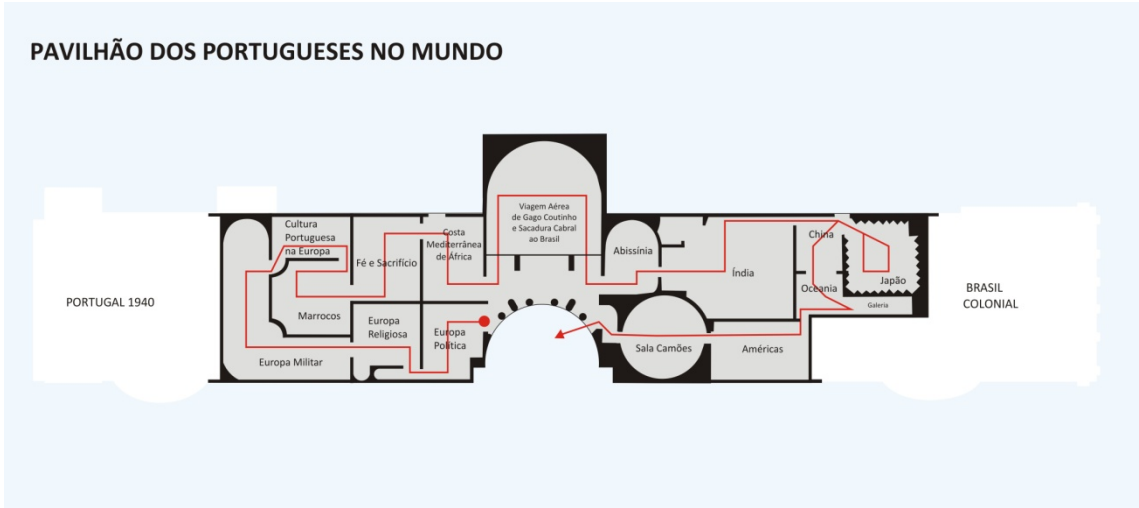 PAVILHÃO DOS PORTUGUESES NO MUNDO
Viagem Aérea
de Gago Coutinho
e Sacadura Cabral
ao Brasil
Cultura
Portuguesa
na Europa
Fé e Sacrifício
Costa
Mediterrânea
de África
Abissínia
Índia
China
Japão
Oceania
Galeria
PORTUGAL 1940
BRASIL
COLONIAL
Marrocos
Europa
Religiosa
Europa
Política
Europa Militar
Sala Camões
Américas